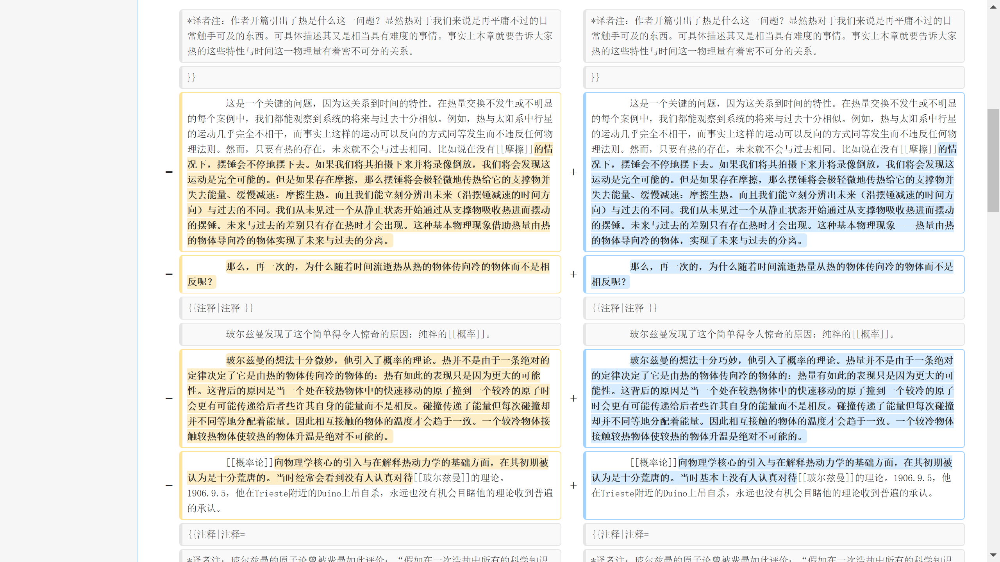 *译者注：作者开篇引出了热是什么这一问题？显然热对于我们来说是再平庸不过的日
常触手可及的东西。可具体描述其又是相当具有难度的事情。事实上本章就要告诉大家
热的这些特性与时间这一物理量有着密不可分的关系。
}}
− 这是一个关键的问题，因为这关系到时间的特性。在热量交换不发生或不明显
的每个案例中，我们都能观察到系统的将来与过去十分相似。例如，热与太阳系中行星
的运动几乎完全不相干，而事实上这样的运动可以反向的方式同等发生而不违反任何物
理法则。然而，只要有热的存在，未来就不会与过去相同。比如说在没有[[摩擦]]的情
况下，摆锤会不停地摆下去。如果我们将其拍摄下来并将录像倒放，我们将会发现这
运动是完全可能的。但是如果存在摩擦，那么摆锤将会极轻微地传热给它的支撑物并
失去能量、缓慢减速：摩擦生热。而且我们能立刻分辨出未来（沿摆锤减速的时间方
向）与过去的不同。我们从未见过一个从静止状态开始通过从支撑物吸收热进而摆动
的摆锤。未来与过去的差别只有存在热时才会出现。这种基本物理现象借助热量由热
的物体导向冷的物体实现了未来与过去的分离。
− 那么，再一次的，为什么随着时间流逝热从热的物体传向冷的物体而不是相
反呢？
{{注释|注释=}}
玻尔兹曼发现了这个简单得令人惊奇的原因：纯粹的[[概率]]。
− 玻尔兹曼的想法十分微妙，他引入了概率的理论。热并不是由于一条绝对的
定律决定了它是由热的物体传向冷的物体的：热有如此的表现只是因为更大的可能
性。这背后的原因是当一个处在较热物体中的快速移动的原子撞到一个较冷的原子时
会更有可能传递给后者些许其自身的能量而不是相反。碰撞传递了能量但每次碰撞却
并不同等地分配着能量。因此相互接触的物体的温度才会趋于一致。一个较冷物体接
触较热物体使较热的物体升温是绝对不可能的。
− [[概率论]]向物理学核心的引入与在解释热动力学的基础方面，在其初期被
认为是十分荒唐的。当时经常会看到没有人认真对待[[玻尔兹曼]]的理论。
1906.9.5，他在Trieste附近的Duino上吊自杀，永远也没有机会目睹他的理论收到普遍
的承认。
{{注释|注释=
*译者注：玻尔兹曼的原子论曾被费曼如此评价：“假如在一次浩劫中所有的科学知识
*译者注：作者开篇引出了热是什么这一问题？显然热对于我们来说是再平庸不过的日
常触手可及的东西。可具体描述其又是相当具有难度的事情。事实上本章就要告诉大家
热的这些特性与时间这一物理量有着密不可分的关系。
}}
+ 这是一个关键的问题，因为这关系到时间的特性。在热量交换不发生或不明显
的每个案例中，我们都能观察到系统的将来与过去十分相似。例如，热与太阳系中行星
的运动几乎完全不相干，而事实上这样的运动可以反向的方式同等发生而不违反任何物
理法则。然而，只要有热的存在，未来就不会与过去相同。比如说在没有[[摩擦]]的情
况下，摆锤会不停地摆下去。如果我们将其拍摄下来并将录像倒放，我们将会发现这
运动是完全可能的。但是如果存在摩擦，那么摆锤将会极轻微地传热给它的支撑物并
失去能量、缓慢减速：摩擦生热。而且我们能立刻分辨出未来（沿摆锤减速的时间方
向）与过去的不同。我们从未见过一个从静止状态开始通过从支撑物吸收热进而摆动
的摆锤。未来与过去的差别只有存在热时才会出现。这种基本物理现象——热量由热
的物体导向冷的物体，实现了未来与过去的分离。
+ 那么，再一次的，为什么随着时间流逝热量从热的物体传向冷的物体而不是
相反呢？
{{注释|注释=}}
玻尔兹曼发现了这个简单得令人惊奇的原因：纯粹的[[概率]]。
+ 玻尔兹曼的想法十分巧妙，他引入了概率的理论。热量并不是由于一条绝对
的定律决定了它是由热的物体传向冷的物体的：热量有如此的表现只是因为更大的可
能性。这背后的原因是当一个处在较热物体中的快速移动的原子撞到一个较冷的原子
时会更有可能传递给后者些许其自身的能量而不是相反。碰撞传递了能量但每次碰撞
却并不同等地分配着能量。因此相互接触的物体的温度才会趋于一致。一个较冷物体
接触较热物体使较热的物体升温是绝对不可能的。
+ [[概率论]]向物理学核心的引入与在解释热动力学的基础方面，在其初期被
认为是十分荒唐的。当时基本上没有人认真对待[[玻尔兹曼]]的理论。1906.9.5，他
在Trieste附近的Duino上吊自杀，永远也没有机会目睹他的理论收到普遍的承认。
{{注释|注释=
*译者注：玻尔兹曼的原子论曾被费曼如此评价：“假如在一次浩劫中所有的科学知识